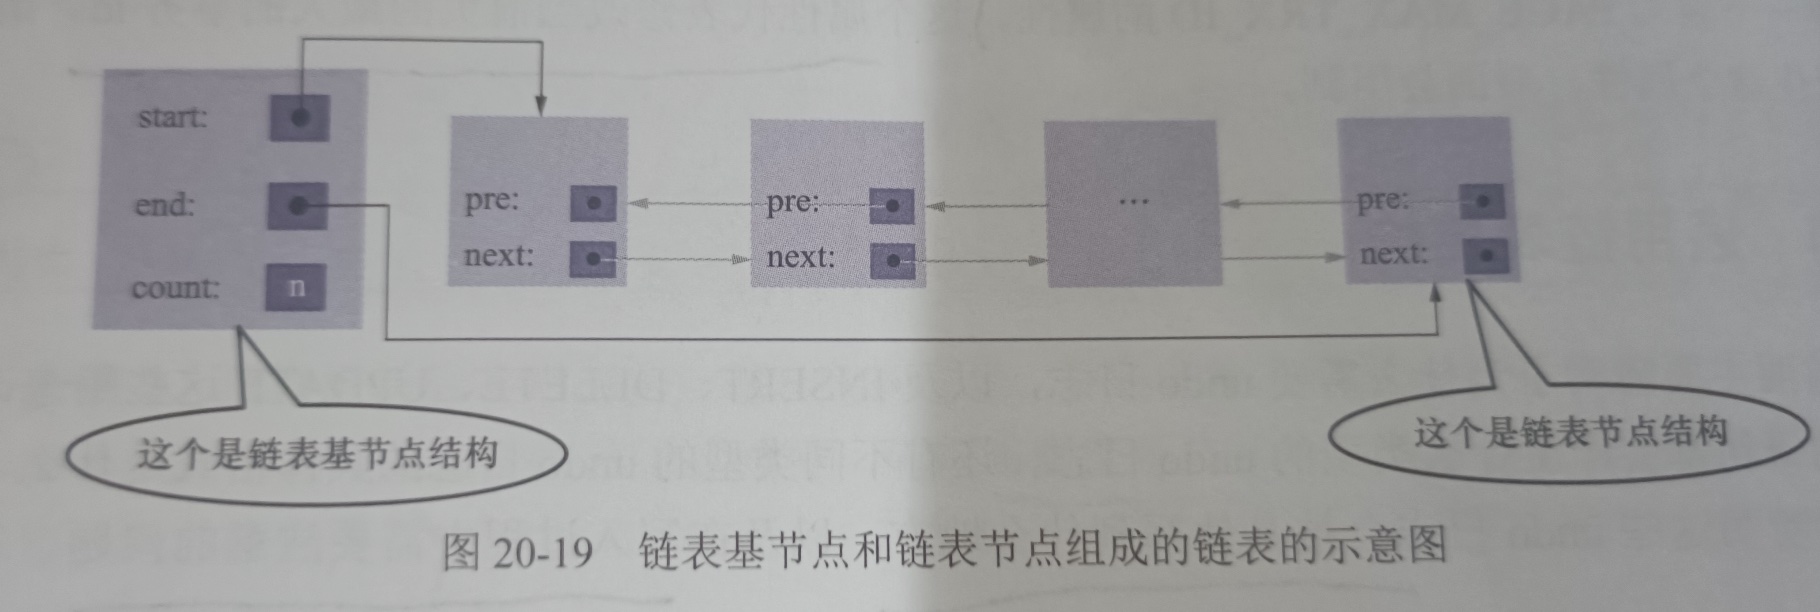 start:
end:
count: n
pre:
next:
pre:
next:
...
pre:
next:
这个是链表基节点结构
这个是链表节点结构
图 20-19 链表基节点和链表节点组成的链表的示意图